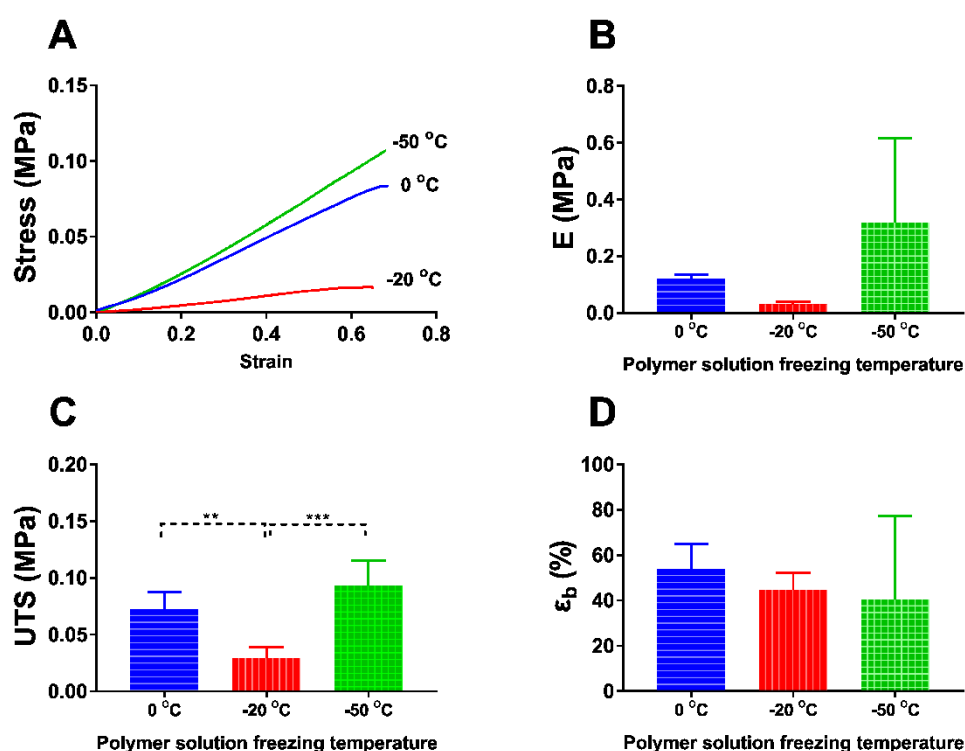 A
Stress (MPa)
0.15
0.10
0.05
0.00
0.0
0.2
0.4
0.6
0.8
Strain
-50 °C
0 °C
-20 °C
B
E (MPa)
0.8
0.6
0.4
0.2
0.0
0 °C
-20 °C
-50 °C
Polymer solution freezing temperature
C
UTS (MPa)
0.20
0.15
0.10
0.05
0.00
**
***
0 °C
-20 °C
-50 °C
Polymer solution freezing temperature
D
εb (%)
100
80
60
40
20
0
0 °C
-20 °C
-50 °C
Polymer solution freezing temperature